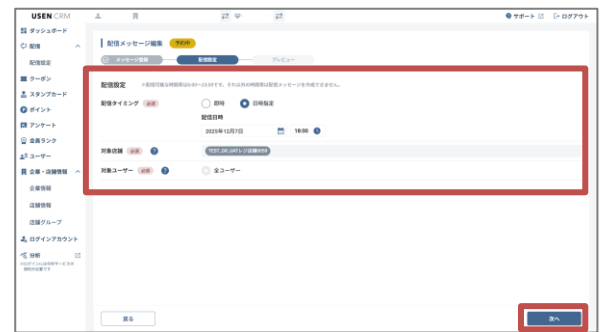 USEN CRM
サポート
ログアウト
ダッシュボード
配信
配信設定
クーポン
スタンプカード
ポイント
アンケート
会員ランク
ユーザー
企業・店舗情報
企業情報
店舗情報
店舗グループ
ログインアカウント
分析
配信メッセージ編集 予約中
メッセージ登録
配信設定
プレビュー
配信設定
配信タイミング 必須
即時
日時指定
配信日時
2025年12月7日
18:00
対象店舗 必須
対象ユーザー 必須
全ユーザー
戻る
次へ